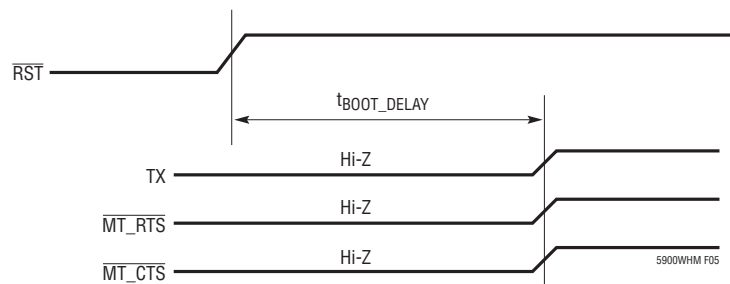 RST
tBOOT_DELAY
TX Hi-Z
MT_RTS Hi-Z
MT_CTS Hi-Z
5900WHM F05